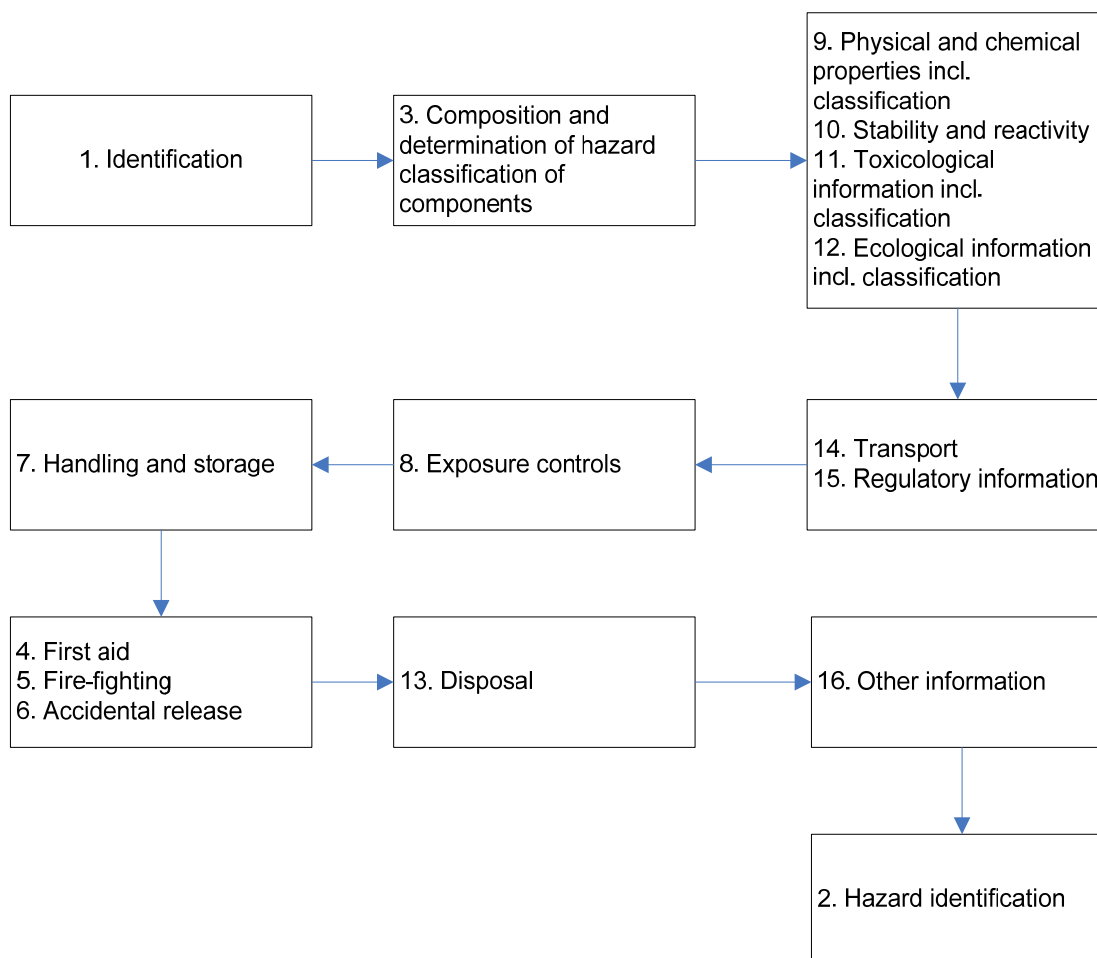 1. Identification
3. Composition and
determination of hazard
classification of
components
9. Physical and chemical
properties incl.
classification
10. Stability and reactivity
11. Toxicological
information incl.
classification
12. Ecological information
incl. classification
7. Handling and storage
8. Exposure controls
14. Transport
15. Regulatory information
4. First aid
5. Fire-fighting
6. Accidental release
13. Disposal
16. Other information
2. Hazard identification